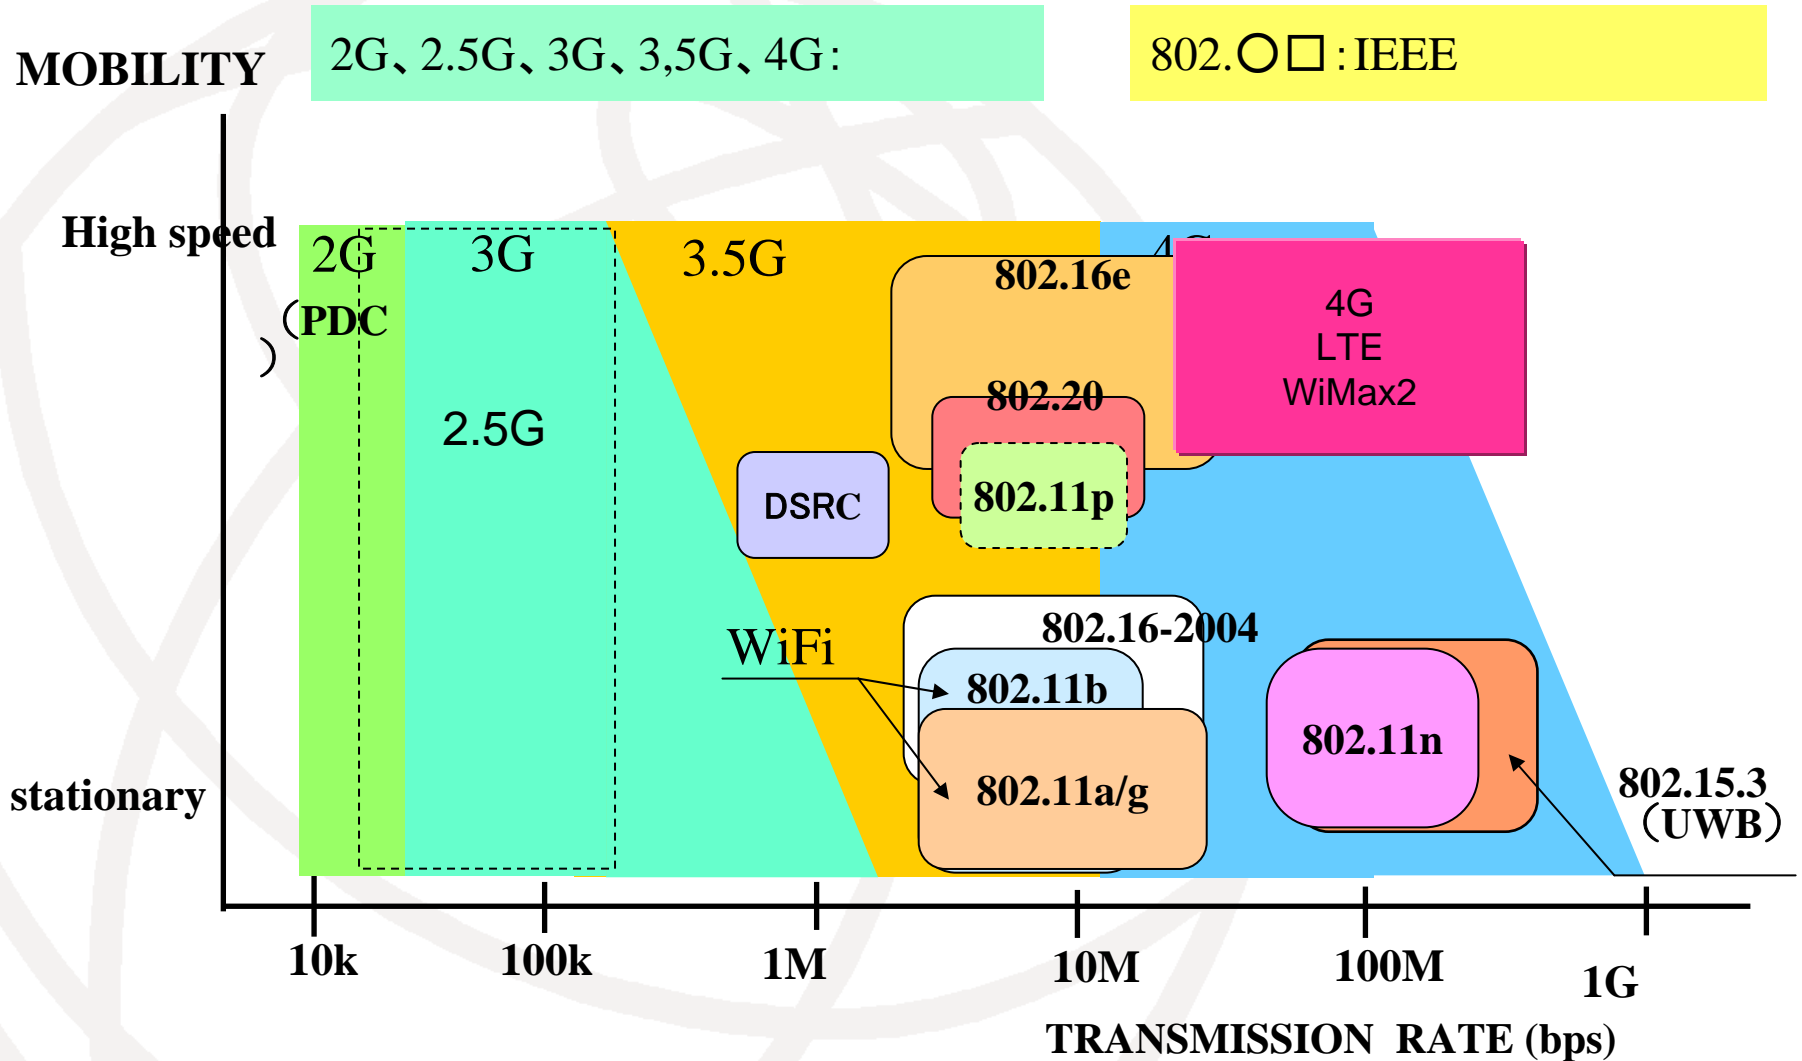 2G、2.5G、3G、3,5G、4G:
802.○□: IEEE
MOBILITY
High speed
2G
3G
3.5G
4G
802.16e
(PDC
)
4G
LTE
WiMax2
802.20
2.5G
DSRC
802.11p
802.16-2004
WiFi
802.11b
802.11n
802.11a/g
stationary
802.15.3
(UWB)
10k
100k
1M
10M
100M
1G
TRANSMISSION RATE (bps)